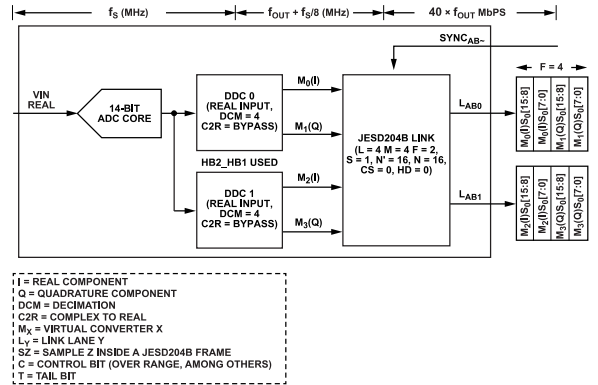 fS (MHz)
fOUT + fS/8 (MHz)
40 × fOUT MbPS
SYNCAB~
F = 4
VIN
REAL
14-BIT
ADC CORE
DDC 0
(REAL INPUT,
DCM = 4
C2R = BYPASS)
M0(I)
M1(Q)
HB2_HB1 USED
DDC 1
(REAL INPUT,
DCM = 4
C2R = BYPASS)
M2(I)
M3(Q)
JESD204B LINK
(L = 4 M = 4 F = 2,
S = 1, N' = 16, N = 16,
CS = 0, HD = 0)
LAB0
LAB1
M0(I)S0[15:8]
M0(I)S0[7:0]
M1(Q)S0[15:8]
M1(Q)S0[7:0]
M2(I)S0[15:8]
M2(I)S0[7:0]
M3(Q)S0[15:8]
M3(Q)S0[7:0]
I = REAL COMPONENT
Q = QUADRATURE COMPONENT
DCM = DECIMATION
C2R = COMPLEX TO REAL
MX = VIRTUAL CONVERTER X
LY = LINK LANE Y
SZ = SAMPLE Z INSIDE A JESD204B FRAME
C = CONTROL BIT (OVER RANGE, AMONG OTHERS)
T = TAIL BIT